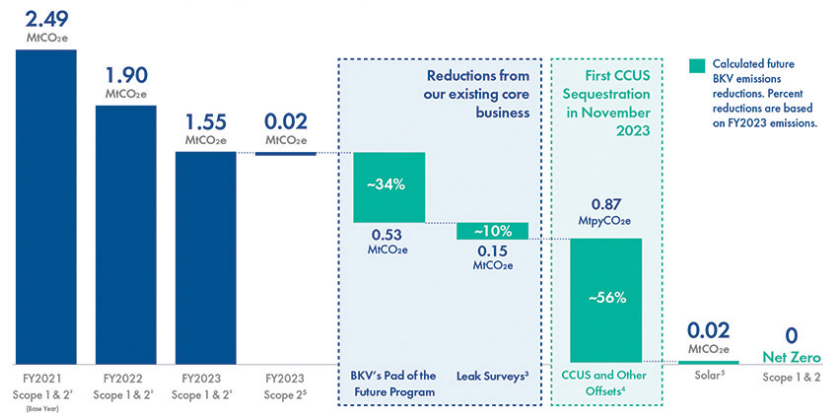 2.49
MtCO₂e
1.90
MtCO₂e
1.55
MtCO₂e
0.02
MtCO₂e
Reductions from
our existing core
business
First CCUS
Sequestration
in November
2023
Calculated future
BKV emissions
reductions. Percent
reductions are based
on FY2023 emissions.
~34%
0.53
MtCO₂e
~10%
0.15
MtCO₂e
0.87
MtpyCO₂e
~56%
0.02
MtCO₂e
0
Net Zero
FY2021
Scope 1 & 2¹
(Base Year)
FY2022
Scope 1 & 2¹
FY2023
Scope 1 & 2¹
FY2023
Scope 2⁵
BKV's Pad of the
Future Program
Leak Surveys³
CCUS and Other
Offsets⁴
Solar⁵
Scope 1 & 2